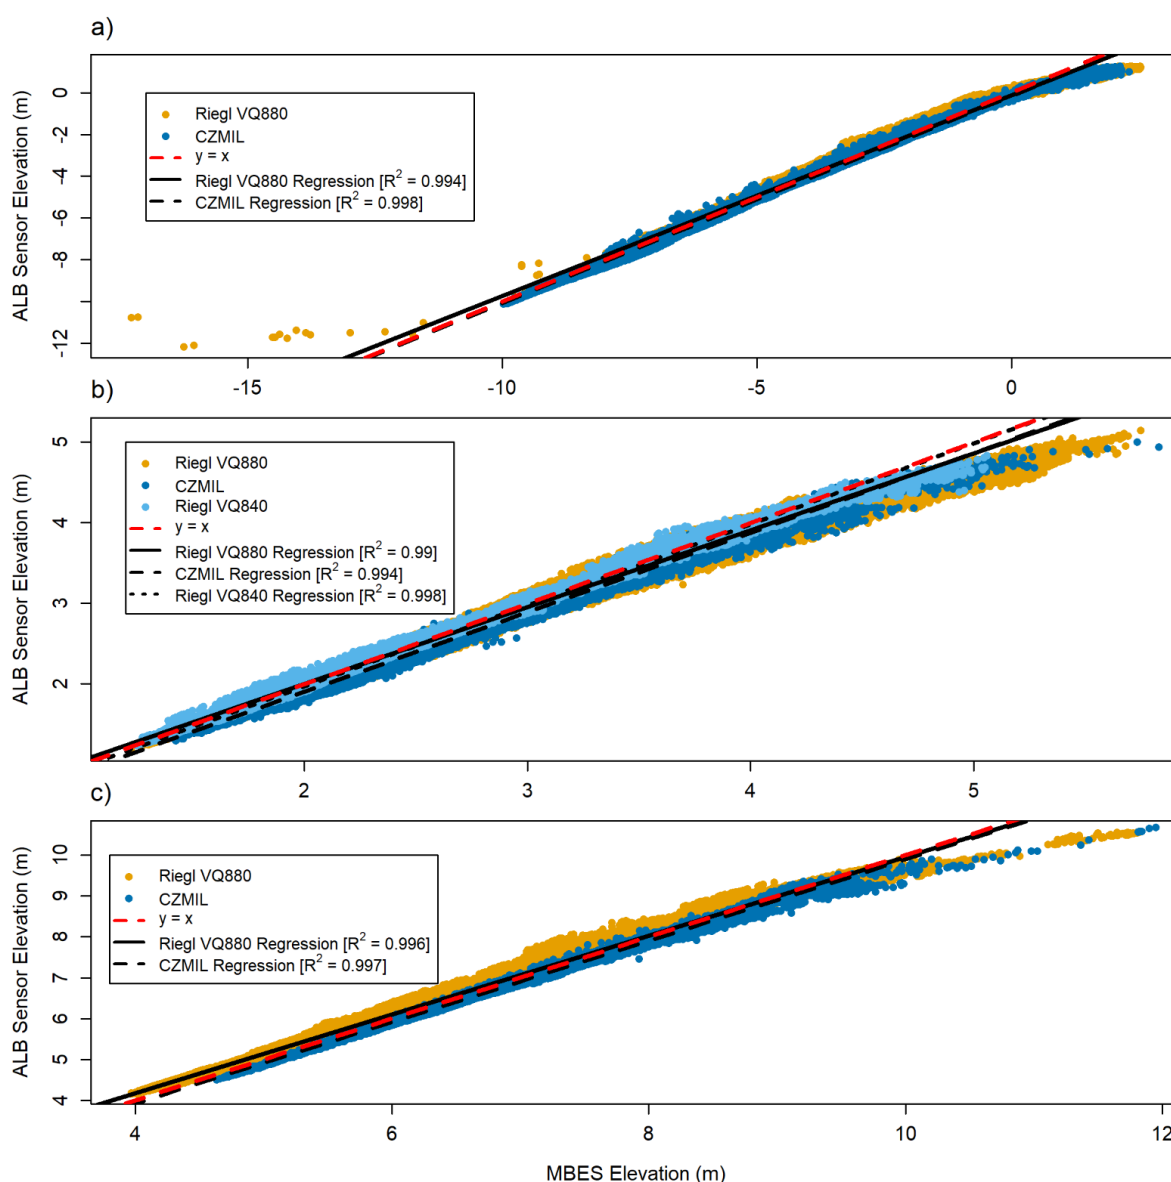 a)
ALB Sensor Elevation (m)
0
-2
-4
-6
-8
-10
-12
Riegl VQ880
CZMIL
y = x
Riegl VQ880 Regression [R² = 0.994]
CZMIL Regression [R² = 0.998]
-15
-10
-5
0
b)
ALB Sensor Elevation (m)
5
4
3
2
Riegl VQ880
CZMIL
Riegl VQ840
y = x
Riegl VQ880 Regression [R² = 0.99]
CZMIL Regression [R² = 0.994]
Riegl VQ840 Regression [R² = 0.998]
2
3
4
5
c)
ALB Sensor Elevation (m)
10
9
8
7
6
5
4
Riegl VQ880
CZMIL
y = x
Riegl VQ880 Regression [R² = 0.996]
CZMIL Regression [R² = 0.997]
4
6
8
10
12
MBES Elevation (m)